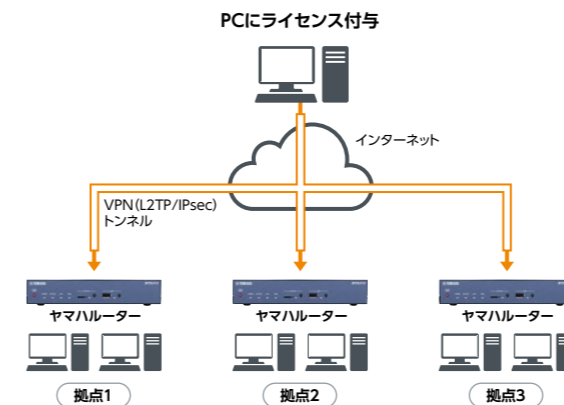 PCにライセンス付与
インターネット
VPN(L2TP/IPsec)
トンネル
ヤマハルーター
ヤマハルーター
ヤマハルーター
拠点1
拠点2
拠点3